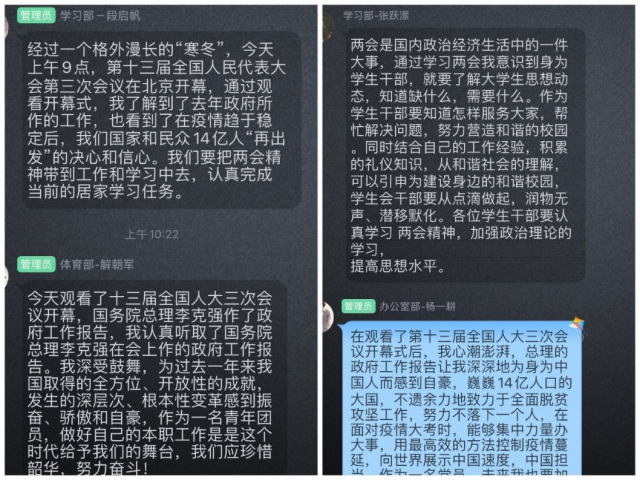 管理员 学习部－段启帆
经过一个格外漫长的“寒冬”，今天
上午9点，第十三届全国人民代表大
会第三次会议在北京开幕，通过观
看开幕式，我了解到了去年政府所
作的工作，也看到了在疫情趋于稳
定后，我们国家和民众14亿人“再出
发”的决心和信心。我们要把两会精
神带到工作和学习中去，认真完成
当前的居家学习任务。
上午10:22
管理员 体育部-解朝军
今天观看了十三届全国人大三次会
议开幕，国务院总理李克强作了政
府工作报告，我认真听取了国务院
总理李克强在会上作的政府工作报
告。我深受鼓舞，为过去一年来我
国取得的全方位、开放性的成就，
发生的深层次、根本性变革感到振
奋、骄傲和自豪，作为一名青年团
员，做好自己的本职工作是是这个
时代给予我们的舞台，我们应珍惜
韶华，努力奋斗！
学习部-张跃濠
两会是国内政治经济生活中的一件
大事，通过学习两会我意识到身为
学生干部，就要了解大学生思想动
态，知道缺什么，需要什么。作为
学生干部要知道怎样服务大家，帮
忙解决问题，努力营造和谐的校园
。同时结合自己的工作经验，积累
的礼仪知识，从和谐社会的理解，
可以引申为建设身边的和谐校园，
学生会干部要从点滴做起，润物无
声、潜移默化。各位学生干部要认
真学习 两会精神，加强政治理论的
学习，
提高思想水平。
管理员 办公室部-杨一耕
在观看了第十三届全国人大三次会
议开幕式后，我心潮澎湃，总理的
政府工作报告让我深深地为身为中
国人而感到自豪，巍巍14亿人口的
大国，不遗余力地致力于全面脱贫
攻坚工作，努力不落下一个人，在
面对疫情大考时，能够集中力量办
大事，用最高效的方法控制疫情蔓
延，向世界展示中国速度，中国担
当。作为一名党员，未来我也要加